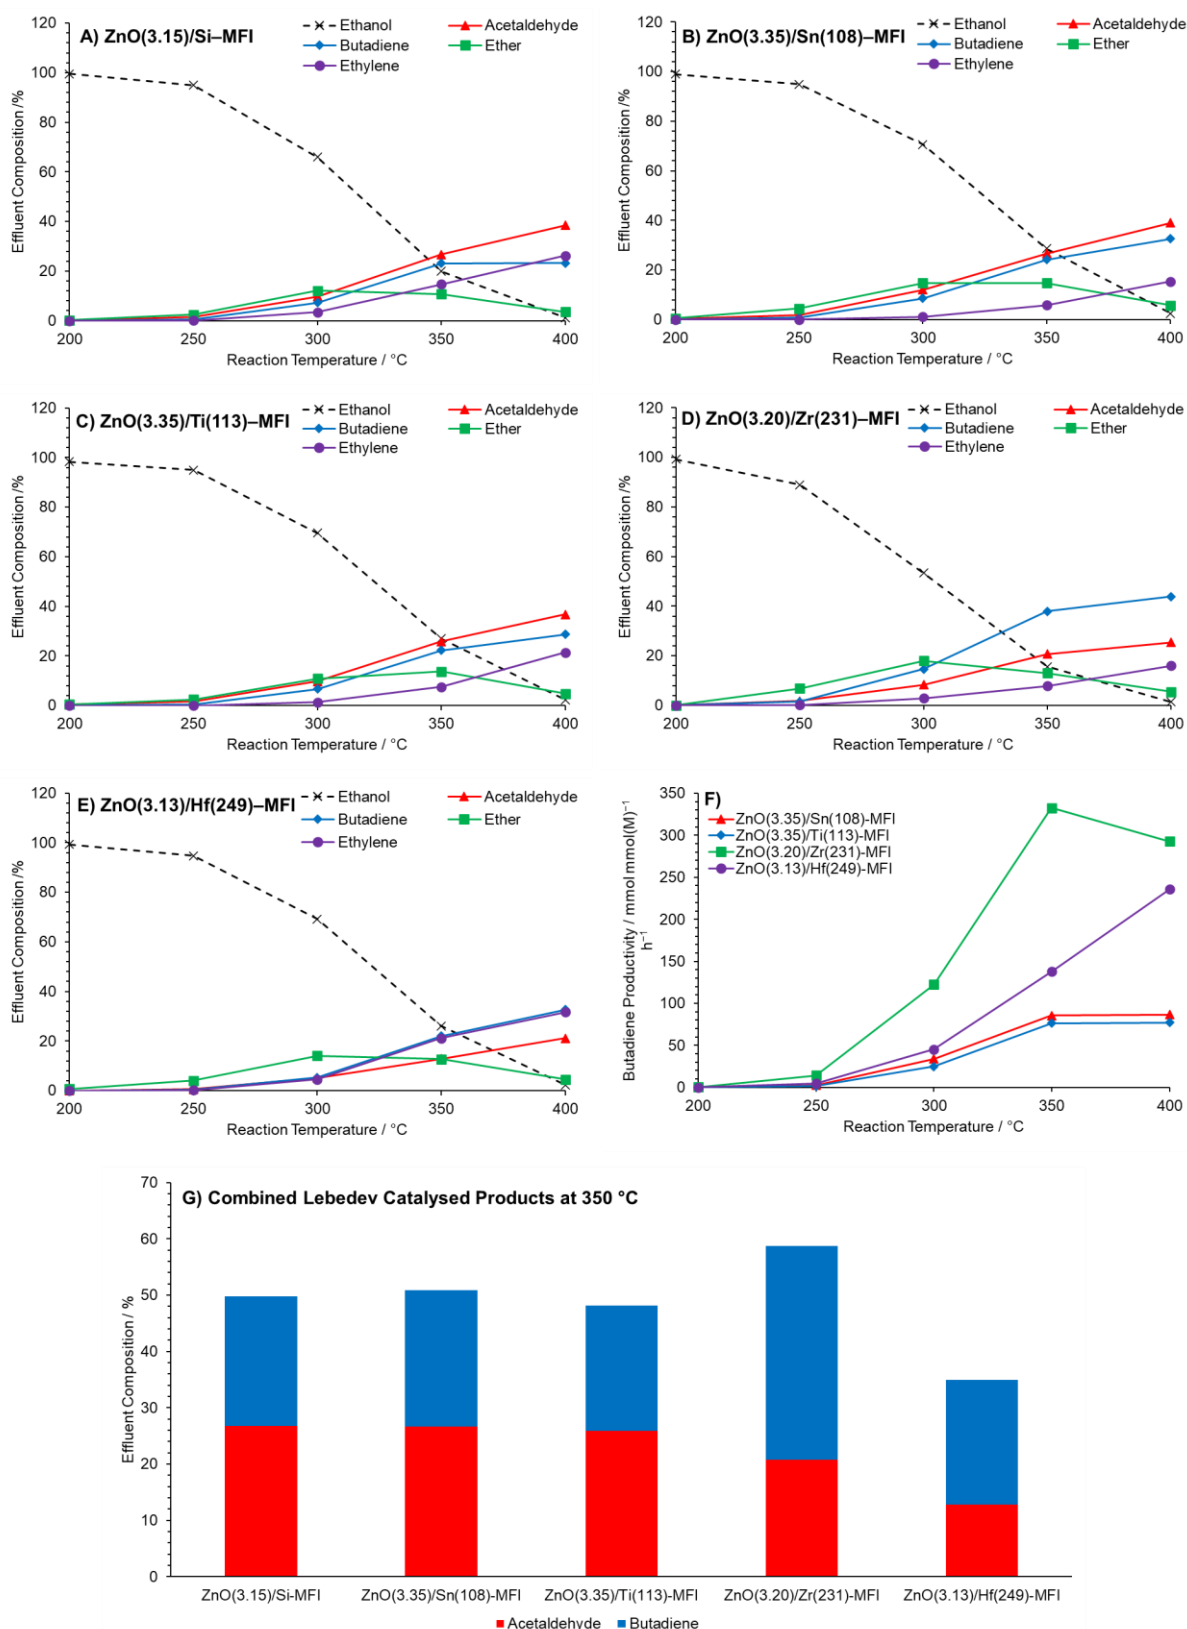 A) ZnO(3.15)/Si–MFI
Ethanol
Acetaldehyde
Butadiene
Ether
Ethylene
Effluent Composition /%
120
100
80
60
40
20
0
200 250 300 350 400
Reaction Temperature / °C
B) ZnO(3.35)/Sn(108)–MFI
Ethanol
Acetaldehyde
Butadiene
Ether
Ethylene
Effluent Composition /%
120
100
80
60
40
20
0
200 250 300 350 400
Reaction Temperature / °C
C) ZnO(3.35)/Ti(113)–MFI
Ethanol
Acetaldehyde
Butadiene
Ether
Ethylene
Effluent Composition /%
120
100
80
60
40
20
0
200 250 300 350 400
Reaction Temperature / °C
D) ZnO(3.20)/Zr(231)–MFI
Ethanol
Acetaldehyde
Butadiene
Ether
Ethylene
Effluent Composition /%
120
100
80
60
40
20
0
200 250 300 350 400
Reaction Temperature / °C
E) ZnO(3.13)/Hf(249)–MFI
Ethanol
Acetaldehyde
Butadiene
Ether
Ethylene
Effluent Composition /%
120
100
80
60
40
20
0
200 250 300 350 400
Reaction Temperature / °C
F)
ZnO(3.35)/Sn(108)-MFI
ZnO(3.35)/Ti(113)-MFI
ZnO(3.20)/Zr(231)-MFI
ZnO(3.13)/Hf(249)-MFI
Butadiene Productivity / mmol mmol(M)⁻¹
h⁻¹
350
300
250
200
150
100
50
0
200 250 300 350 400
Reaction Temperature / °C
G) Combined Lebedev Catalysed Products at 350 °C
Effluent Composition / %
70
60
50
40
30
20
10
0
ZnO(3.15)/Si-MFI ZnO(3.35)/Sn(108)-MFI ZnO(3.35)/Ti(113)-MFI ZnO(3.20)/Zr(231)-MFI ZnO(3.13)/Hf(249)-MFI
Acetaldehyde Butadiene